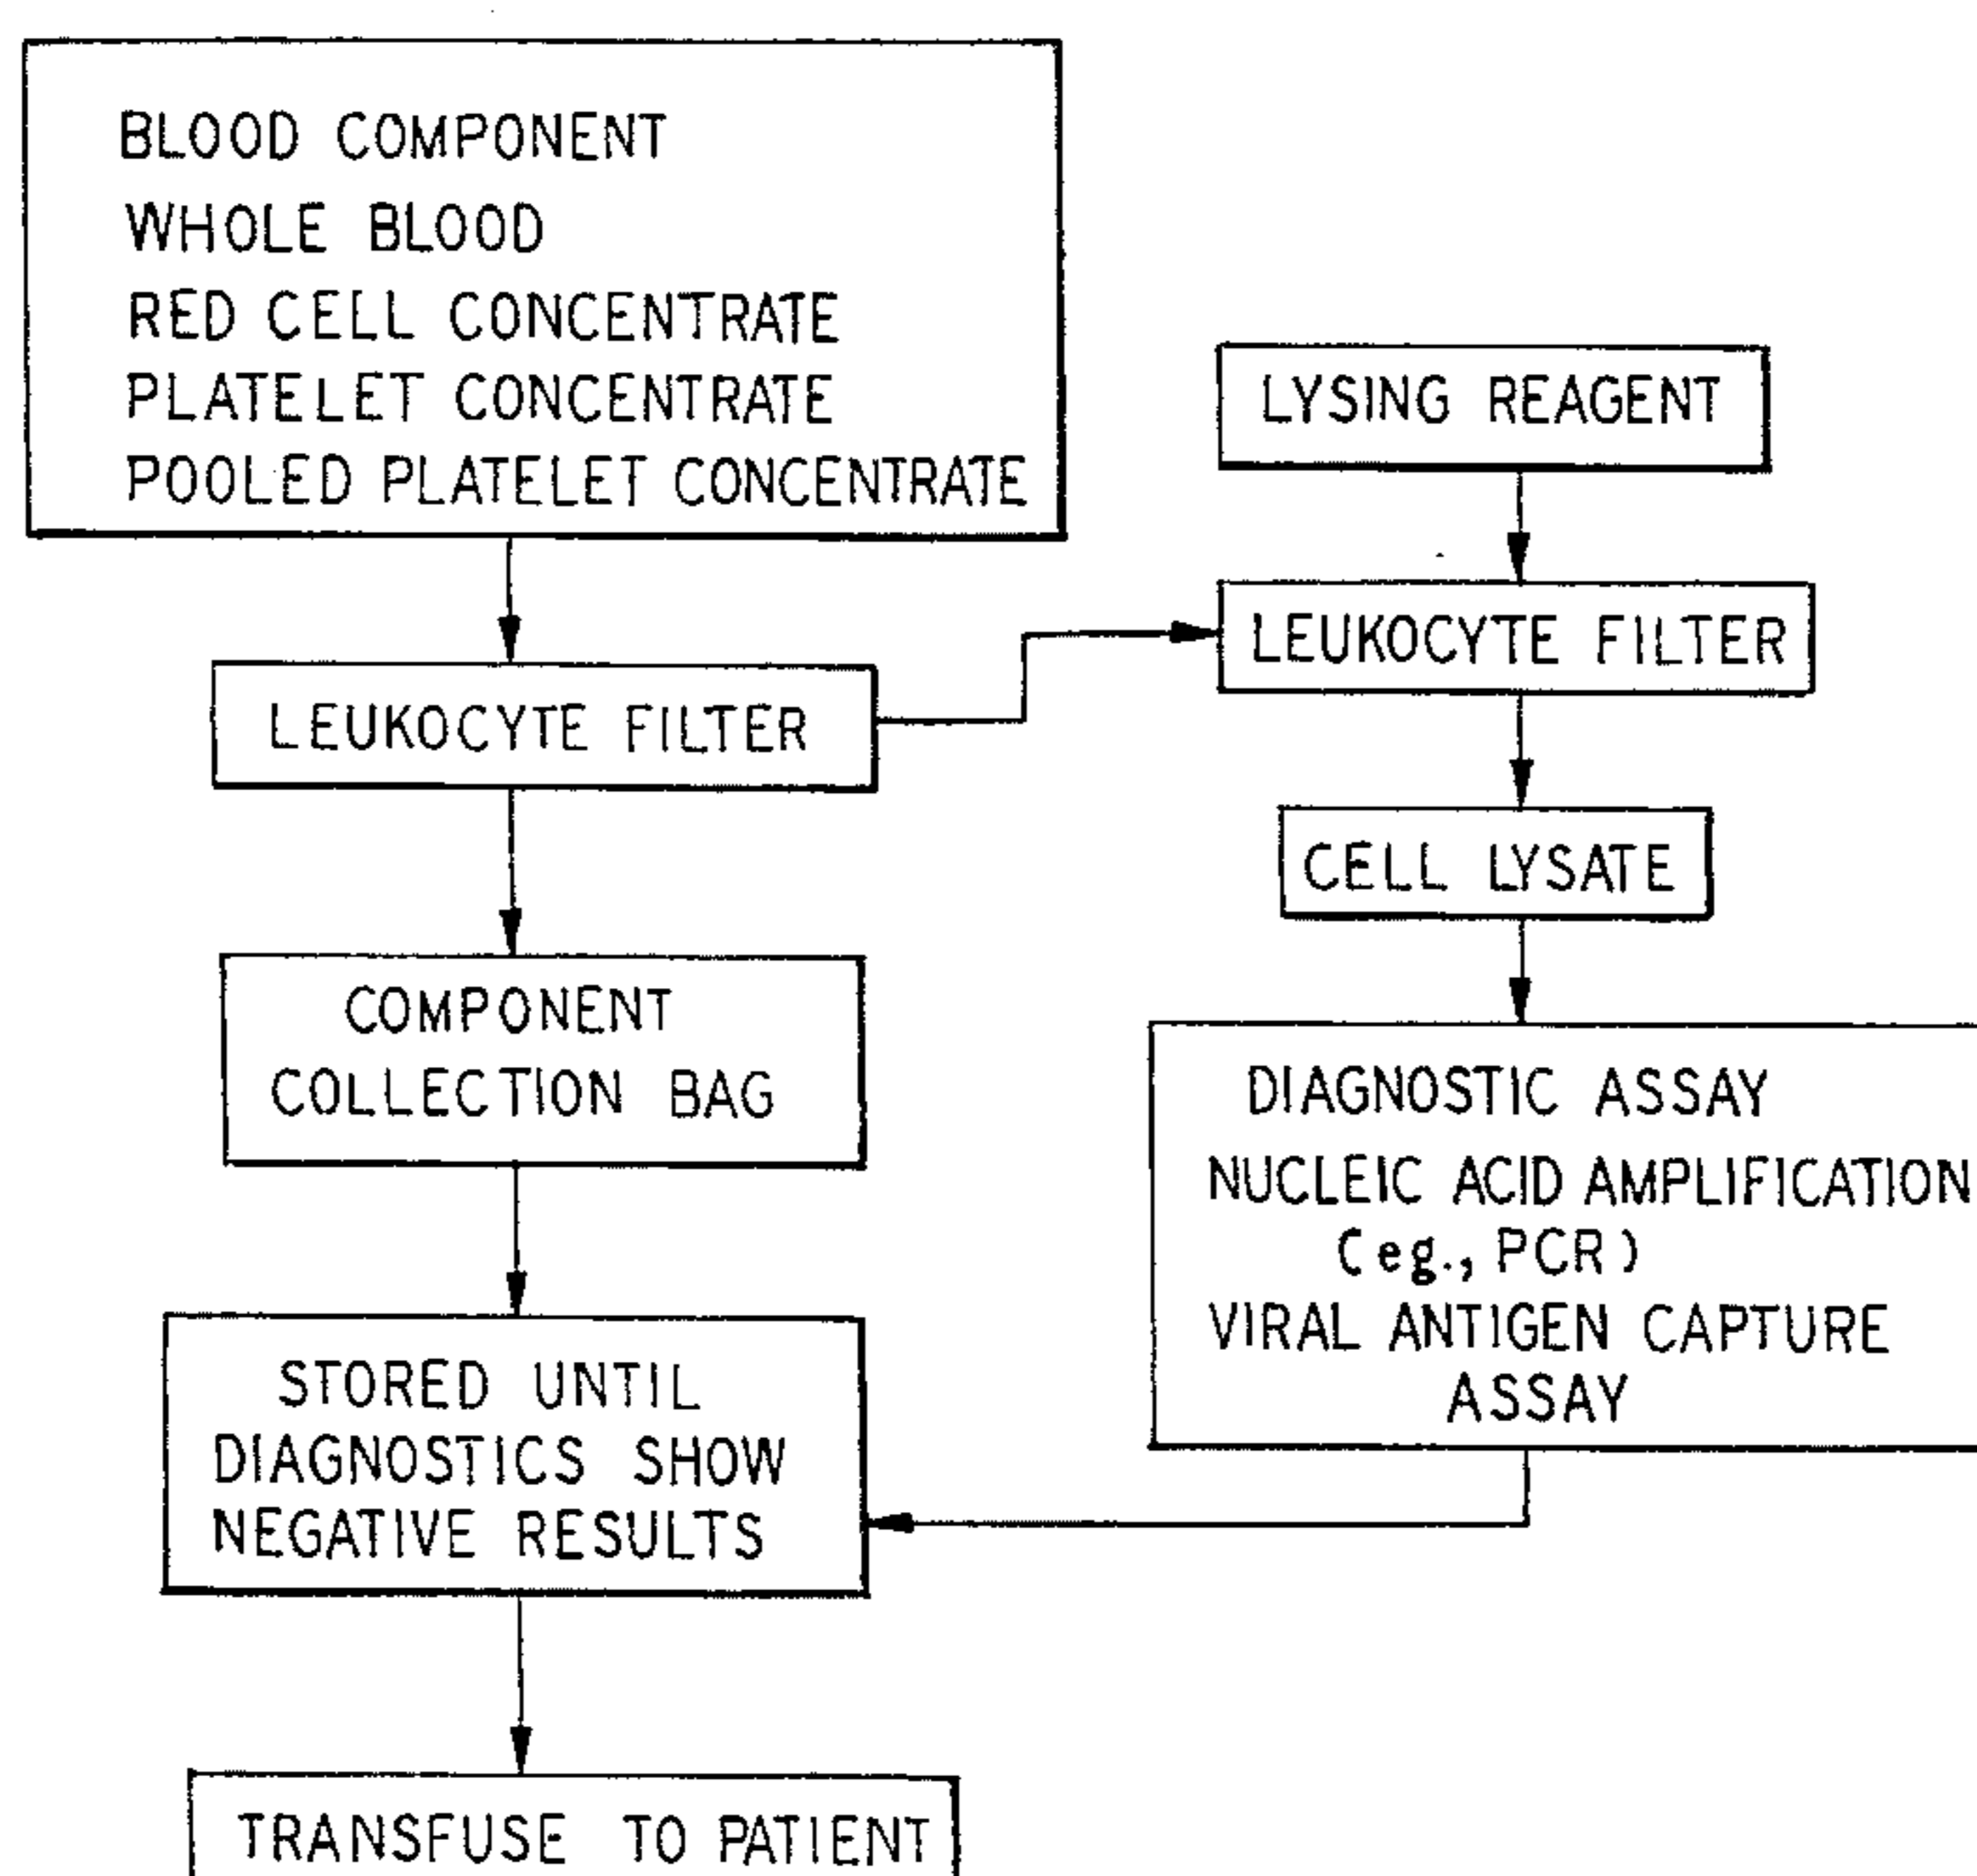 BLOOD COMPONENT
WHOLE BLOOD
RED CELL CONCENTRATE
PLATELET CONCENTRATE
POOLED PLATELET CONCENTRATE
LEUKOCYTE FILTER
COMPONENT
COLLECTION BAG
STORED UNTIL
DIAGNOSTICS SHOW
NEGATIVE RESULTS
TRANSFUSE TO PATIENT
LYSING REAGENT
LEUKOCYTE FILTER
CELL LYSATE
DIAGNOSTIC ASSAY
NUCLEIC ACID AMPLIFICATION
(eg., PCR)
VIRAL ANTIGEN CAPTURE
ASSAY